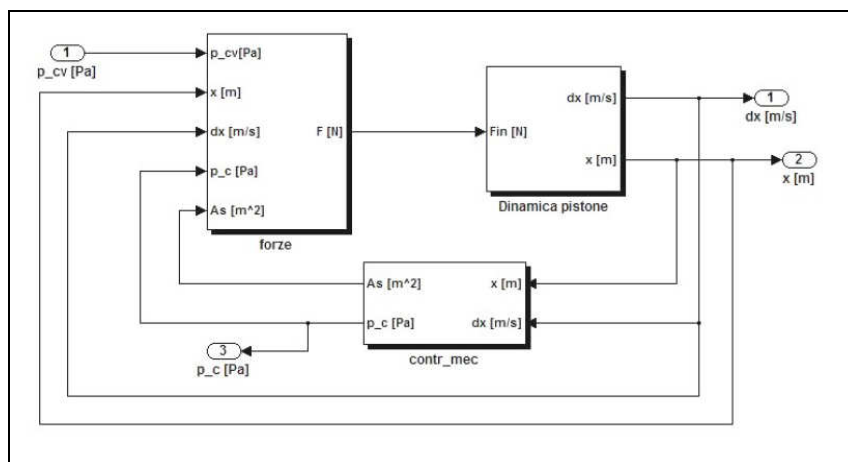 1
p_cv [Pa]
p_cv[Pa]
x [m]
dx [m/s]
p_c [Pa]
As [m^2]
F [N]
forze
Fin [N]
dx [m/s]
x [m]
Dinamica pistone
1
dx [m/s]
2
x [m]
As [m^2]
p_c [Pa]
x [m]
dx [m/s]
contr_mec
3
p_c [Pa]